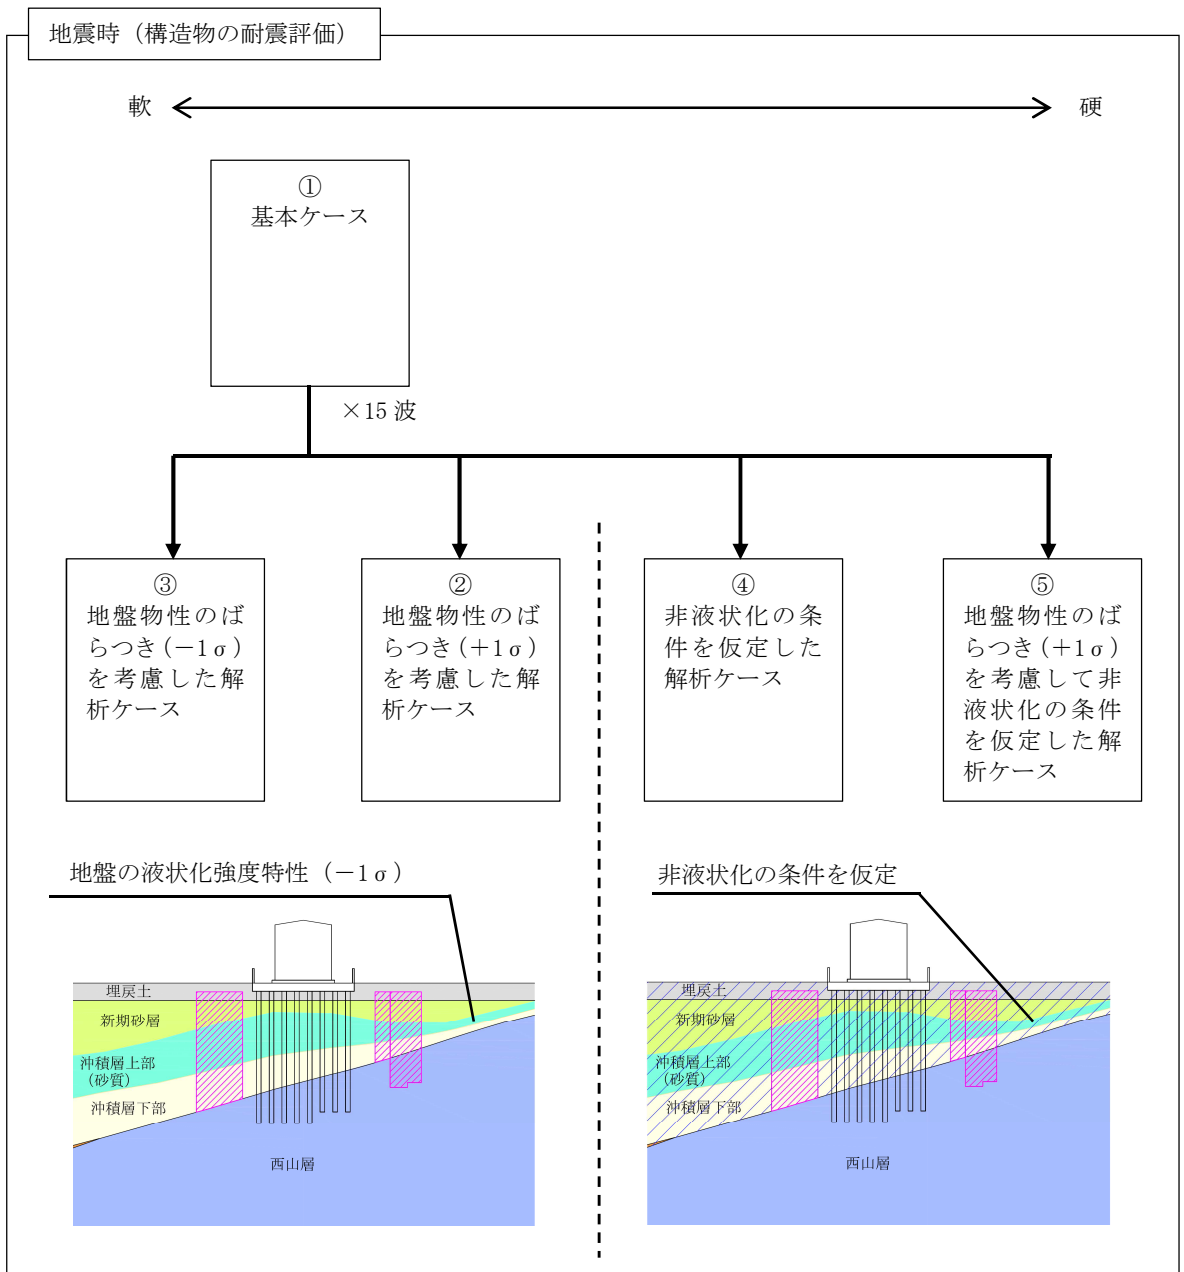 地震時（構造物の耐震評価）
軟
硬
①
基本ケース
×15 波
③
地盤物性のば
らつき（－1σ）
を考慮した解
析ケース
②
地盤物性のば
らつき（＋1σ）
を考慮した解
析ケース
④
非液状化の条
件を仮定した
解析ケース
⑤
地盤物性のば
らつき（＋1σ）
を考慮して非
液状化の条件
を仮定した解
析ケース
地盤の液状化強度特性（－1σ）
埋戻土
新期砂層
沖積層上部
（砂質）
沖積層下部
西山層
非液状化の条件を仮定
埋戻土
新期砂層
沖積層上部
（砂質）
沖積層下部
西山層